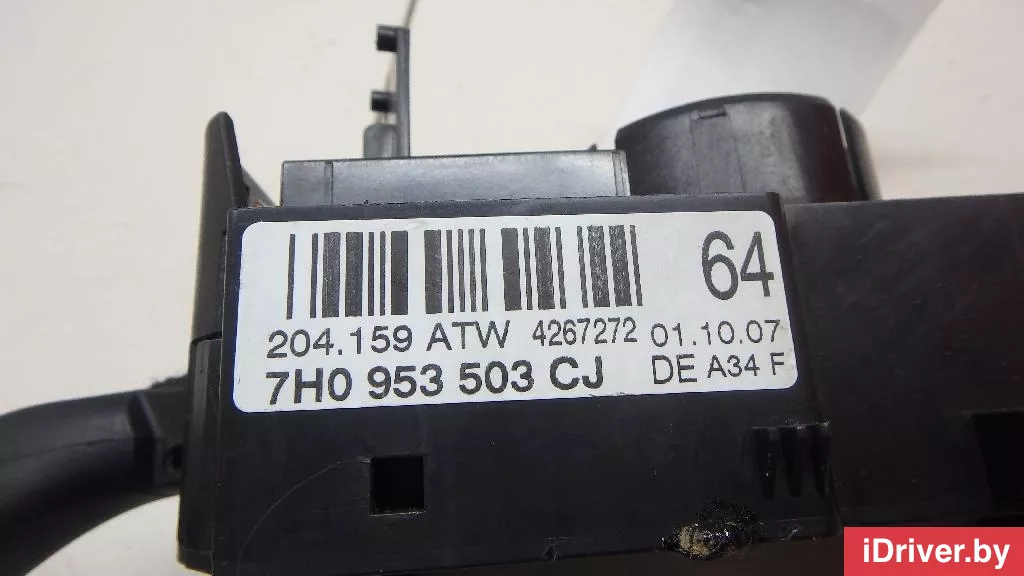 64
204.159 ATW 4267272 01.10.07
7H0 953 503 CJ DE A34 F
iDriver.by